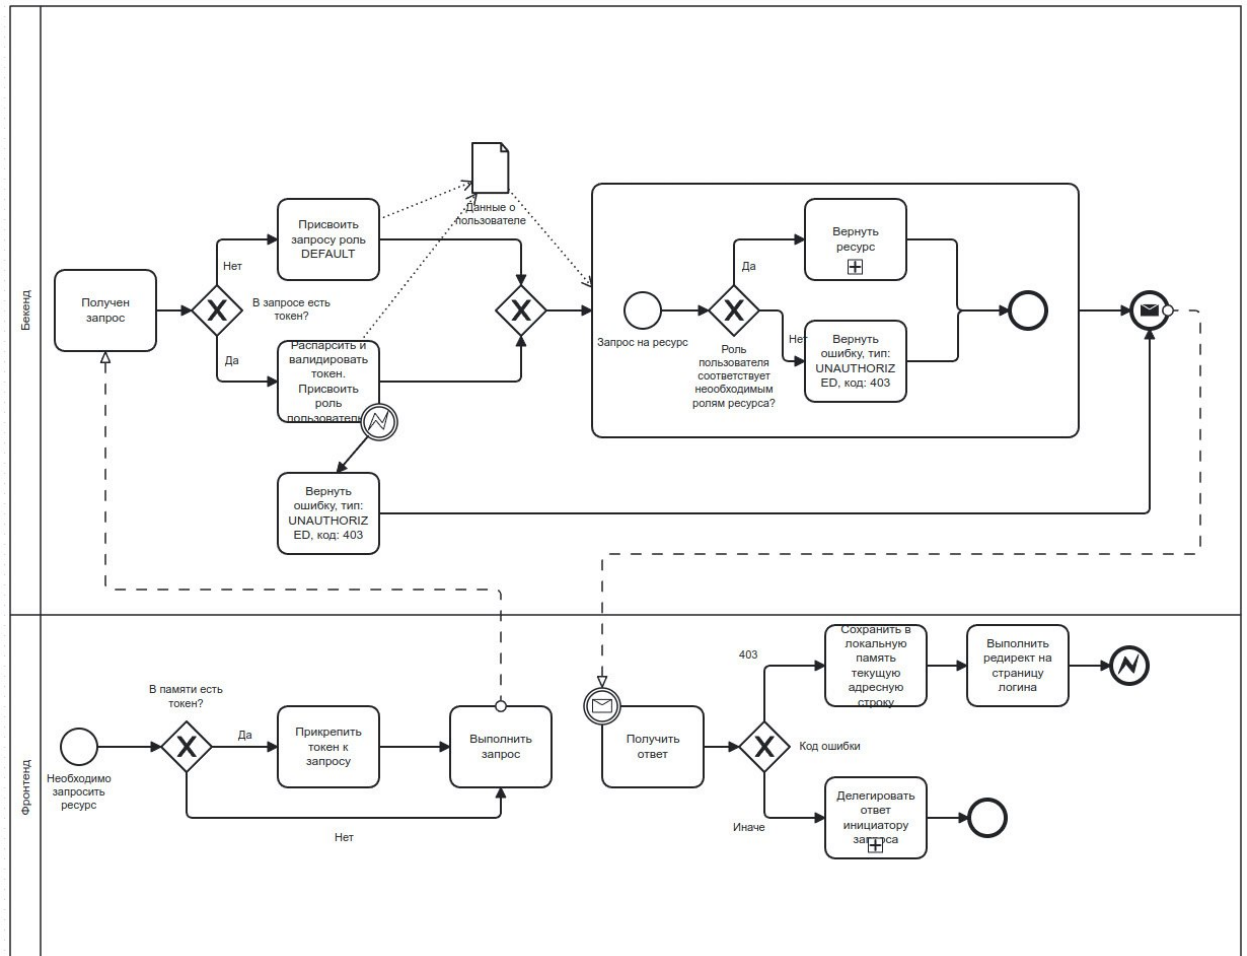 Бекенд
Получен
запрос
Нет
В запросе есть
токен?
Да
Присвоить
запросу роль
DEFAULT
Распарсить и
валидировать
токен.
Присвоить
роль
пользователь
Вернуть
ошибку, тип:
UNAUTHORIZ
ED, код: 403
Данные о
пользователе
Запрос на ресурс
Да
Нет
Роль
пользователя
соответствует
неообходимым
ролям ресурса?
Вернуть
ресурс
Вернуть
ошибку, тип:
UNAUTHORIZ
ED, код: 403
Фронтенд
Необходимо
запросить
ресурс
В памяти есть
токен?
Да
Нет
Прикрепить
токен к
запросу
Выполнить
запрос
Получить
ответ
403
Код ошибки
Иначе
Сохранить в
локальную
память
текущую
адресную
строку
Выполнить
редирект на
страницу
логина
Делегировать
ответ
инициатору
запроса